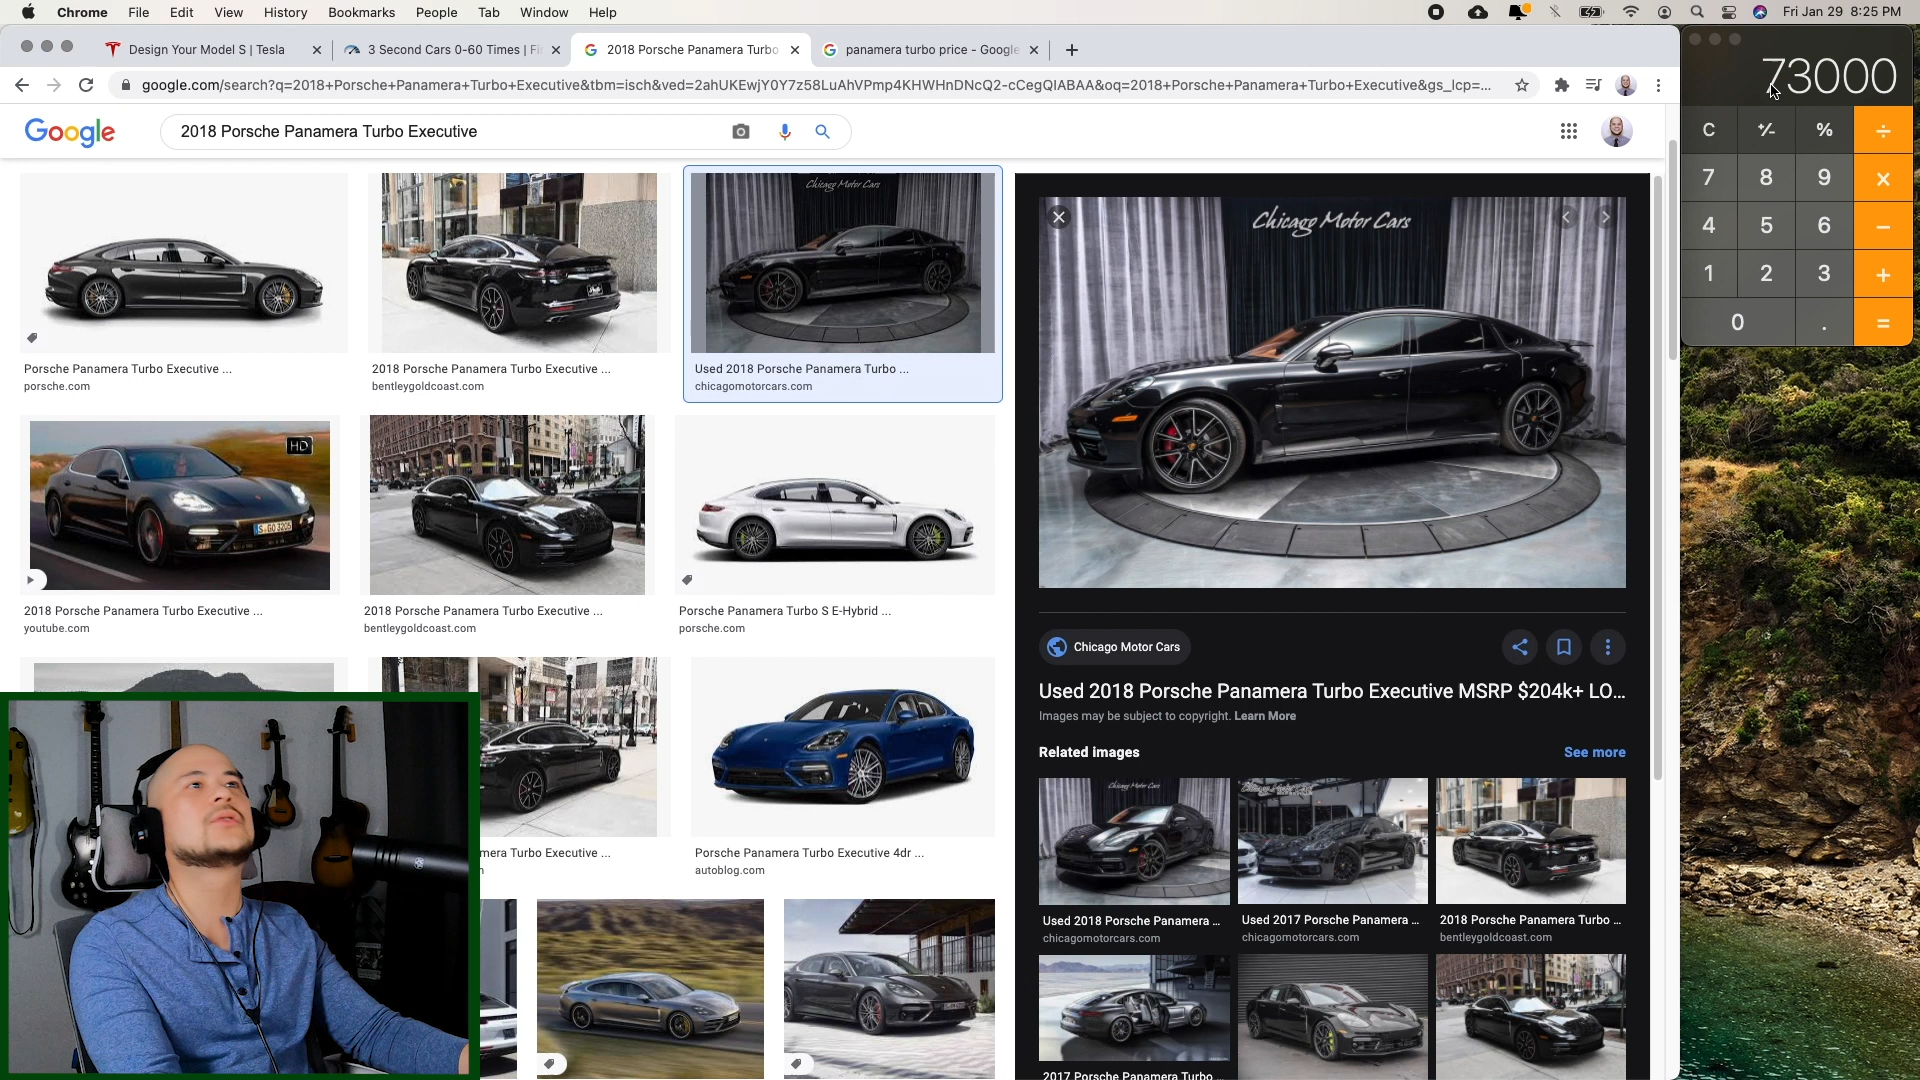 Chrome File Edit View History Bookmarks People Tab Window Help
Fri Jan 29 8:25 PM
Design Your Model S | Tesla
3 Second Cars 0-60 Times |
2018 Porsche Panamera Turbo
panamera turbo price - Google
google.com/search?q=2018+Porsche+Panamera+Turbo+Executive&tbm=isch&ved=2ahUKEwjY0Y7z58LuAhVPmp4KHWHnDNcQ2-cCegQIABAA&oq=2018+Porsche+Panamera+Turbo+Executive&gs_lcp=...
Google
2018 Porsche Panamera Turbo Executive
73000
C +/- % ÷
7 8 9 ×
4 5 6 −
1 2 3 +
0 . =
Porsche Panamera Turbo Executive ...
porsche.com
2018 Porsche Panamera Turbo Executive ...
bentleygoldcoast.com
Chicago Motor Cars
Used 2018 Porsche Panamera Turbo ...
chicagomotorcars.com
HD
2018 Porsche Panamera Turbo Executive ...
youtube.com
2018 Porsche Panamera Turbo Executive ...
bentleygoldcoast.com
Porsche Panamera Turbo S E-Hybrid ...
porsche.com
mera Turbo Executive ...
Porsche Panamera Turbo Executive 4dr ...
autoblog.com
Chicago Motor Cars
Chicago Motor Cars
Used 2018 Porsche Panamera Turbo Executive MSRP $204k+ LO...
Images may be subject to copyright. Learn More
Related images
See more
Used 2018 Porsche Panamera ...
chicagomotorcars.com
Used 2017 Porsche Panamera ...
chicagomotorcars.com
2018 Porsche Panamera Turbo ...
bentleygoldcoast.com
2017 Porsche Panamera Turbo ...